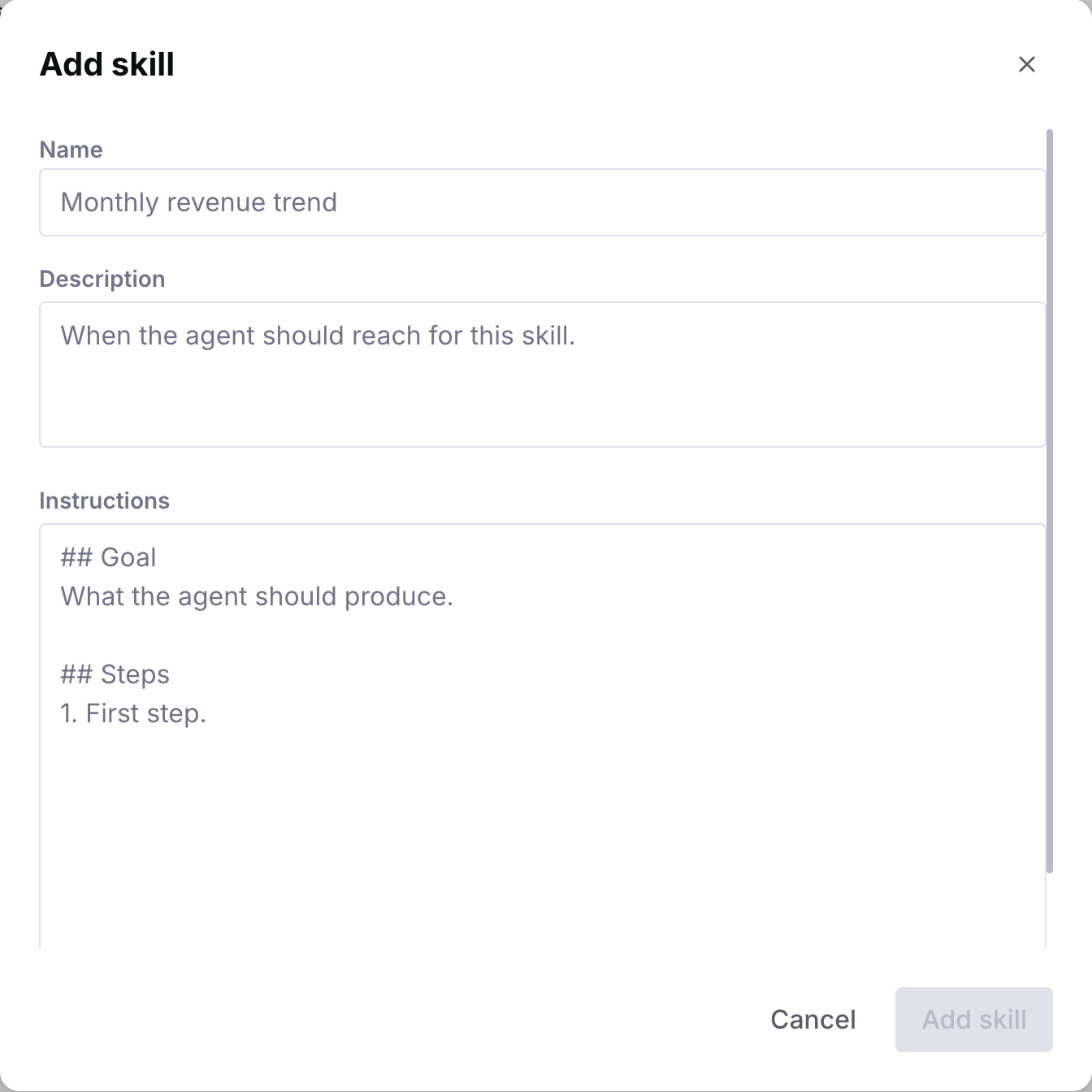 Add skill
Name
Monthly revenue trend
Description
When the agent should reach for this skill.
Instructions
## Goal
What the agent should produce.
## Steps
1. First step.
Cancel
Add skill